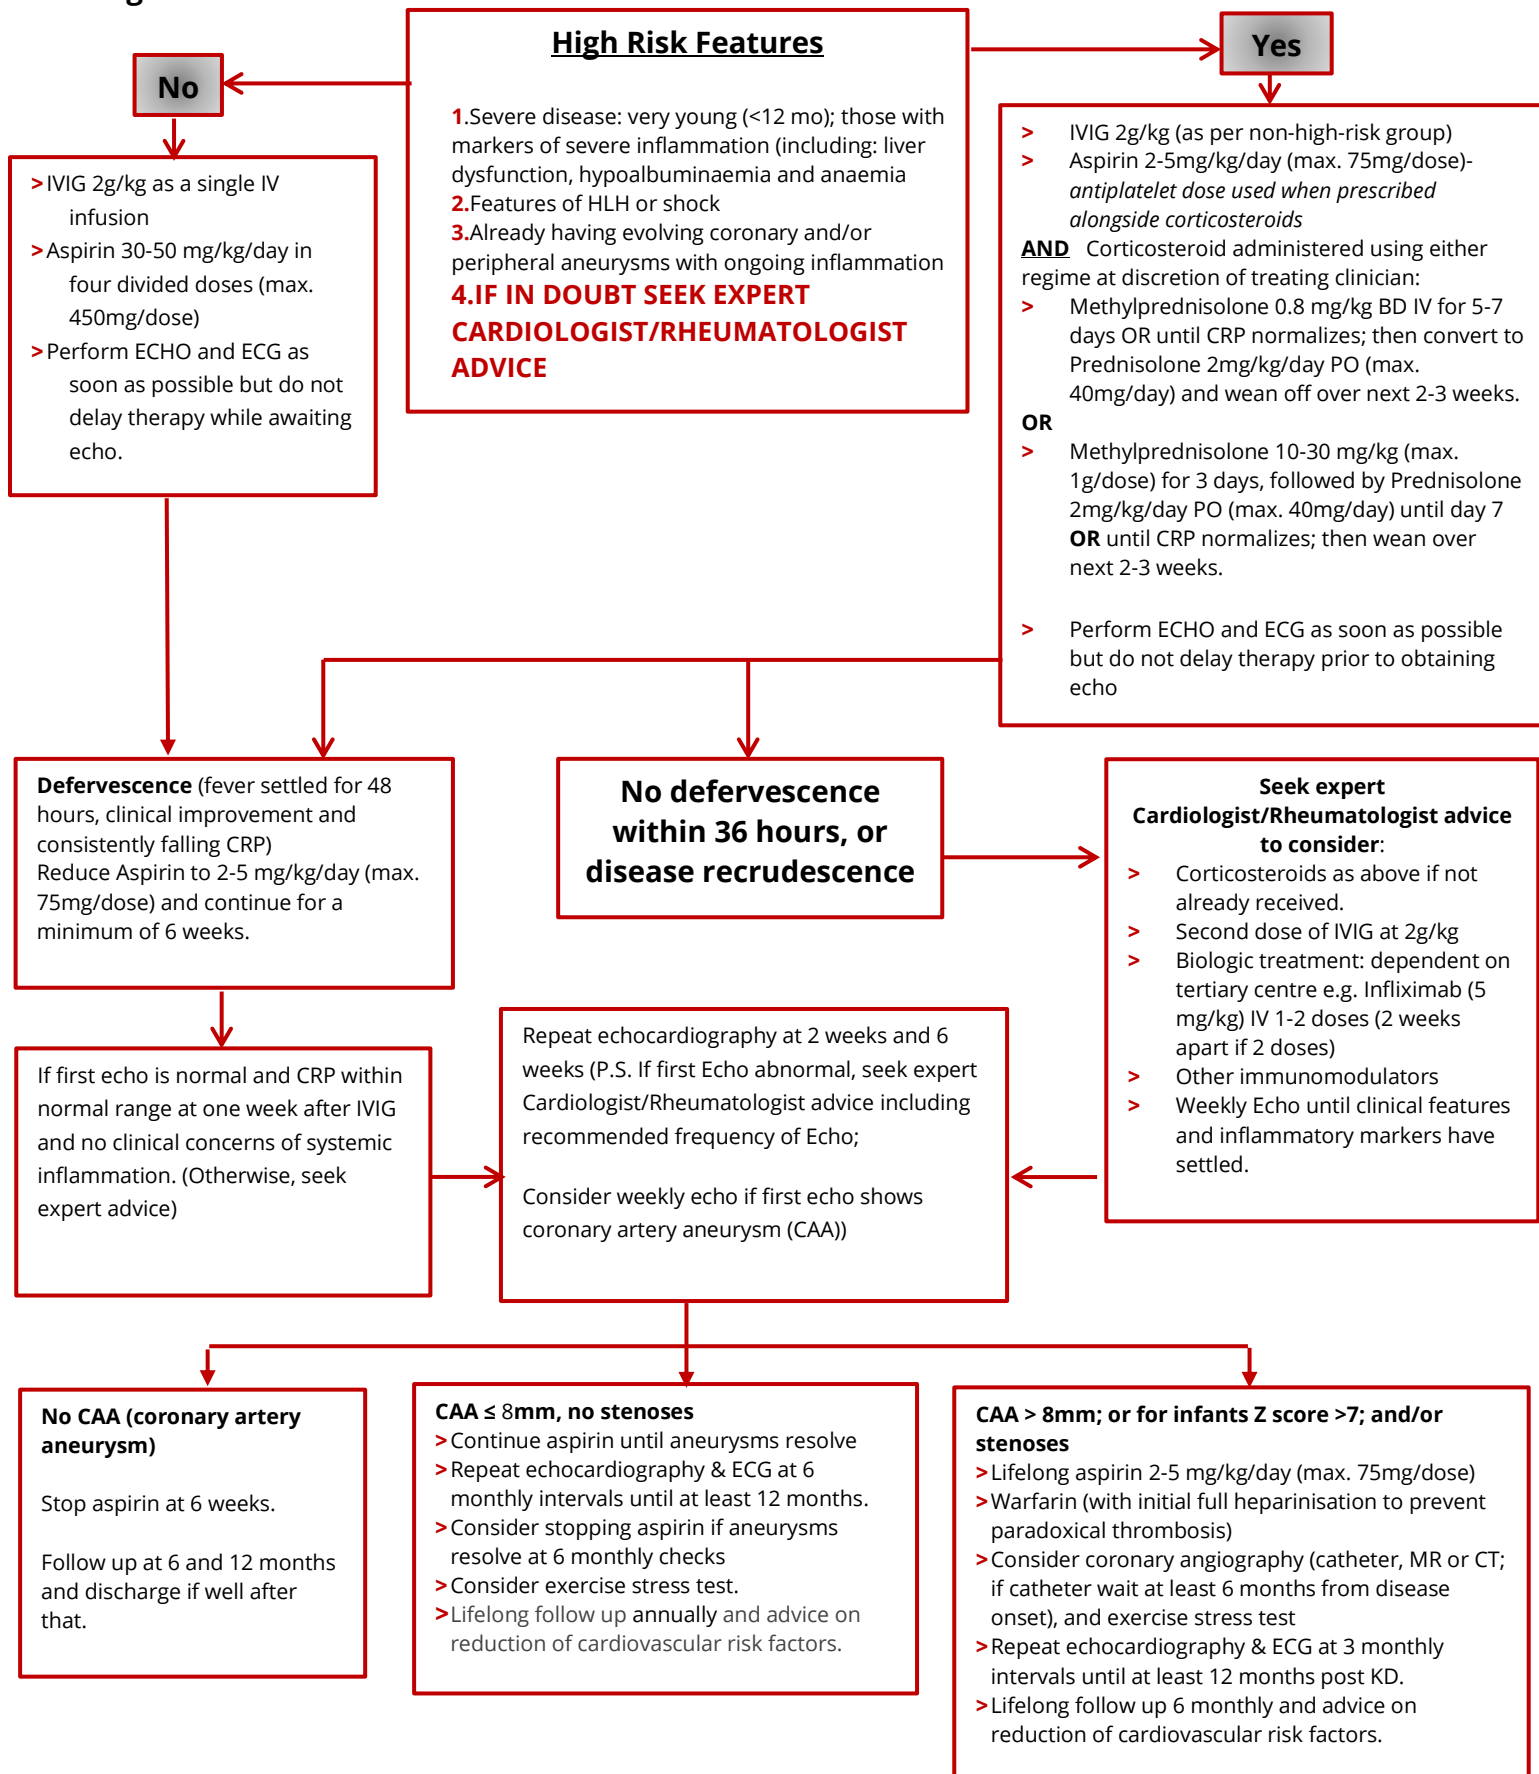 High Risk Features
Yes
No
1.Severe disease: very young (<12 mo); those with
markers of severe inflammation (including: liver
dysfunction, hypoalbuminaemia and anaemia
2.Features of HLH or shock
3.Already having evolving coronary and/or
peripheral aneurysms with ongoing inflammation
4.IF IN DOUBT SEEK EXPERT
CARDIOLOGIST/RHEUMATOLOGIST
ADVICE
>IVIG 2g/kg as a single IV
infusion
>Aspirin 30-50 mg/kg/day in
four divided doses (max.
450mg/dose)
>Perform ECHO and ECG as
soon as possible but do not
delay therapy while awaiting
echo.
> IVIG 2g/kg (as per non-high-risk group)
> Aspirin 2-5mg/kg/day (max. 75mg/dose)-
antiplatelet dose used when prescribed
alongside corticosteroids
AND Corticosteroid administered using either
regime at discretion of treating clinician:
> Methylprednisolone 0.8 mg/kg BD IV for 5-7
days OR until CRP normalizes; then convert to
Prednisolone 2mg/kg/day PO (max.
40mg/day) and wean off over next 2-3 weeks.
OR
> Methylprednisolone 10-30 mg/kg (max.
1g/dose) for 3 days, followed by Prednisolone
2mg/kg/day PO (max. 40mg/day) until day 7
OR until CRP normalizes; then wean over
next 2-3 weeks.
> Perform ECHO and ECG as soon as possible
but do not delay therapy prior to obtaining
echo
Defervescence (fever settled for 48
hours, clinical improvement and
consistently falling CRP)
Reduce Aspirin to 2-5 mg/kg/day (max.
75mg/dose) and continue for a
minimum of 6 weeks.
No defervescence
within 36 hours, or
disease recrudescence
Seek expert
Cardiologist/Rheumatologist advice
to consider:
> Corticosteroids as above if not
already received.
> Second dose of IVIG at 2g/kg
> Biologic treatment: dependent on
tertiary centre e.g. Infliximab (5
mg/kg) IV 1-2 doses (2 weeks
apart if 2 doses)
> Other immunomodulators
> Weekly Echo until clinical features
and inflammatory markers have
settled.
If first echo is normal and CRP within
normal range at one week after IVIG
and no clinical concerns of systemic
inflammation. (Otherwise, seek
expert advice)
Repeat echocardiography at 2 weeks and 6
weeks (P.S. If first Echo abnormal, seek expert
Cardiologist/Rheumatologist advice including
recommended frequency of Echo;
Consider weekly echo if first echo shows
coronary artery aneurysm (CAA))
No CAA (coronary artery
aneurysm)
Stop aspirin at 6 weeks.
Follow up at 6 and 12 months
and discharge if well after
that.
CAA ≤ 8mm, no stenoses
>Continue aspirin until aneurysms resolve
>Repeat echocardiography & ECG at 6
monthly intervals until at least 12 months.
>Consider stopping aspirin if aneurysms
resolve at 6 monthly checks
>Consider exercise stress test.
>Lifelong follow up annually and advice on
reduction of cardiovascular risk factors.
CAA > 8mm; or for infants Z score >7; and/or
stenoses
>Lifelong aspirin 2-5 mg/kg/day (max. 75mg/dose)
>Warfarin (with initial full heparinisation to prevent
paradoxical thrombosis)
>Consider coronary angiography (catheter, MR or CT;
if catheter wait at least 6 months from disease
onset), and exercise stress test
>Repeat echocardiography & ECG at 3 monthly
intervals until at least 12 months post KD.
>Lifelong follow up 6 monthly and advice on
reduction of cardiovascular risk factors.